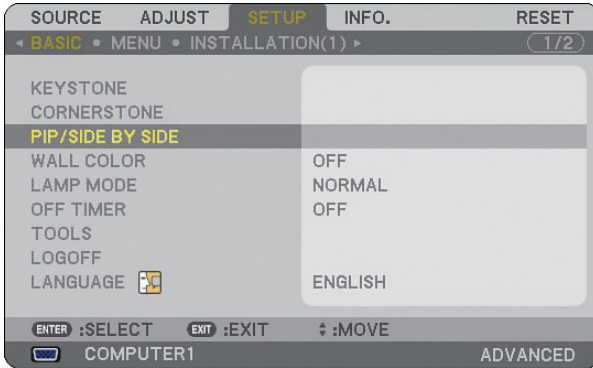 SOURCE ADJUST SETUP INFO. RESET
BASIC • MENU • INSTALLATION(1) 1/2
KEYSTONE
CORNERSTONE
PIP/SIDE BY SIDE
WALL COLOR OFF
LAMP MODE NORMAL
OFF TIMER OFF
TOOLS
LOGOFF
LANGUAGE ENGLISH
ENTER :SELECT EXIT :EXIT :MOVE
COMPUTER1 ADVANCED